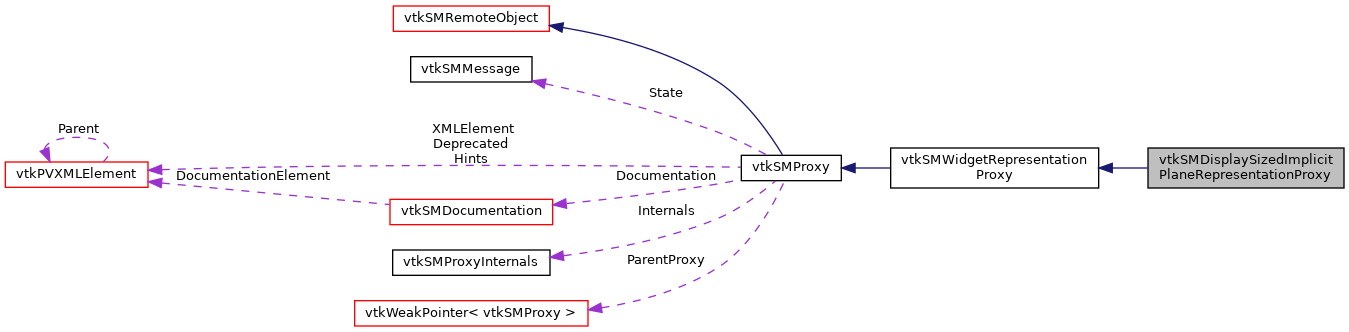 vtkSMRemoteObject
vtkSMMessage
State
Parent
XMLElement
Deprecated
Hints
vtkPVXMLElement
DocumentationElement
Documentation
vtkSMProxy
vtkSMWidgetRepresentation
Proxy
vtkSMDisplaySizedImplicit
PlaneRepresentationProxy
vtkSMDocumentation
Internals
vtkSMProxyInternals
ParentProxy
vtkWeakPointer< vtkSMProxy >